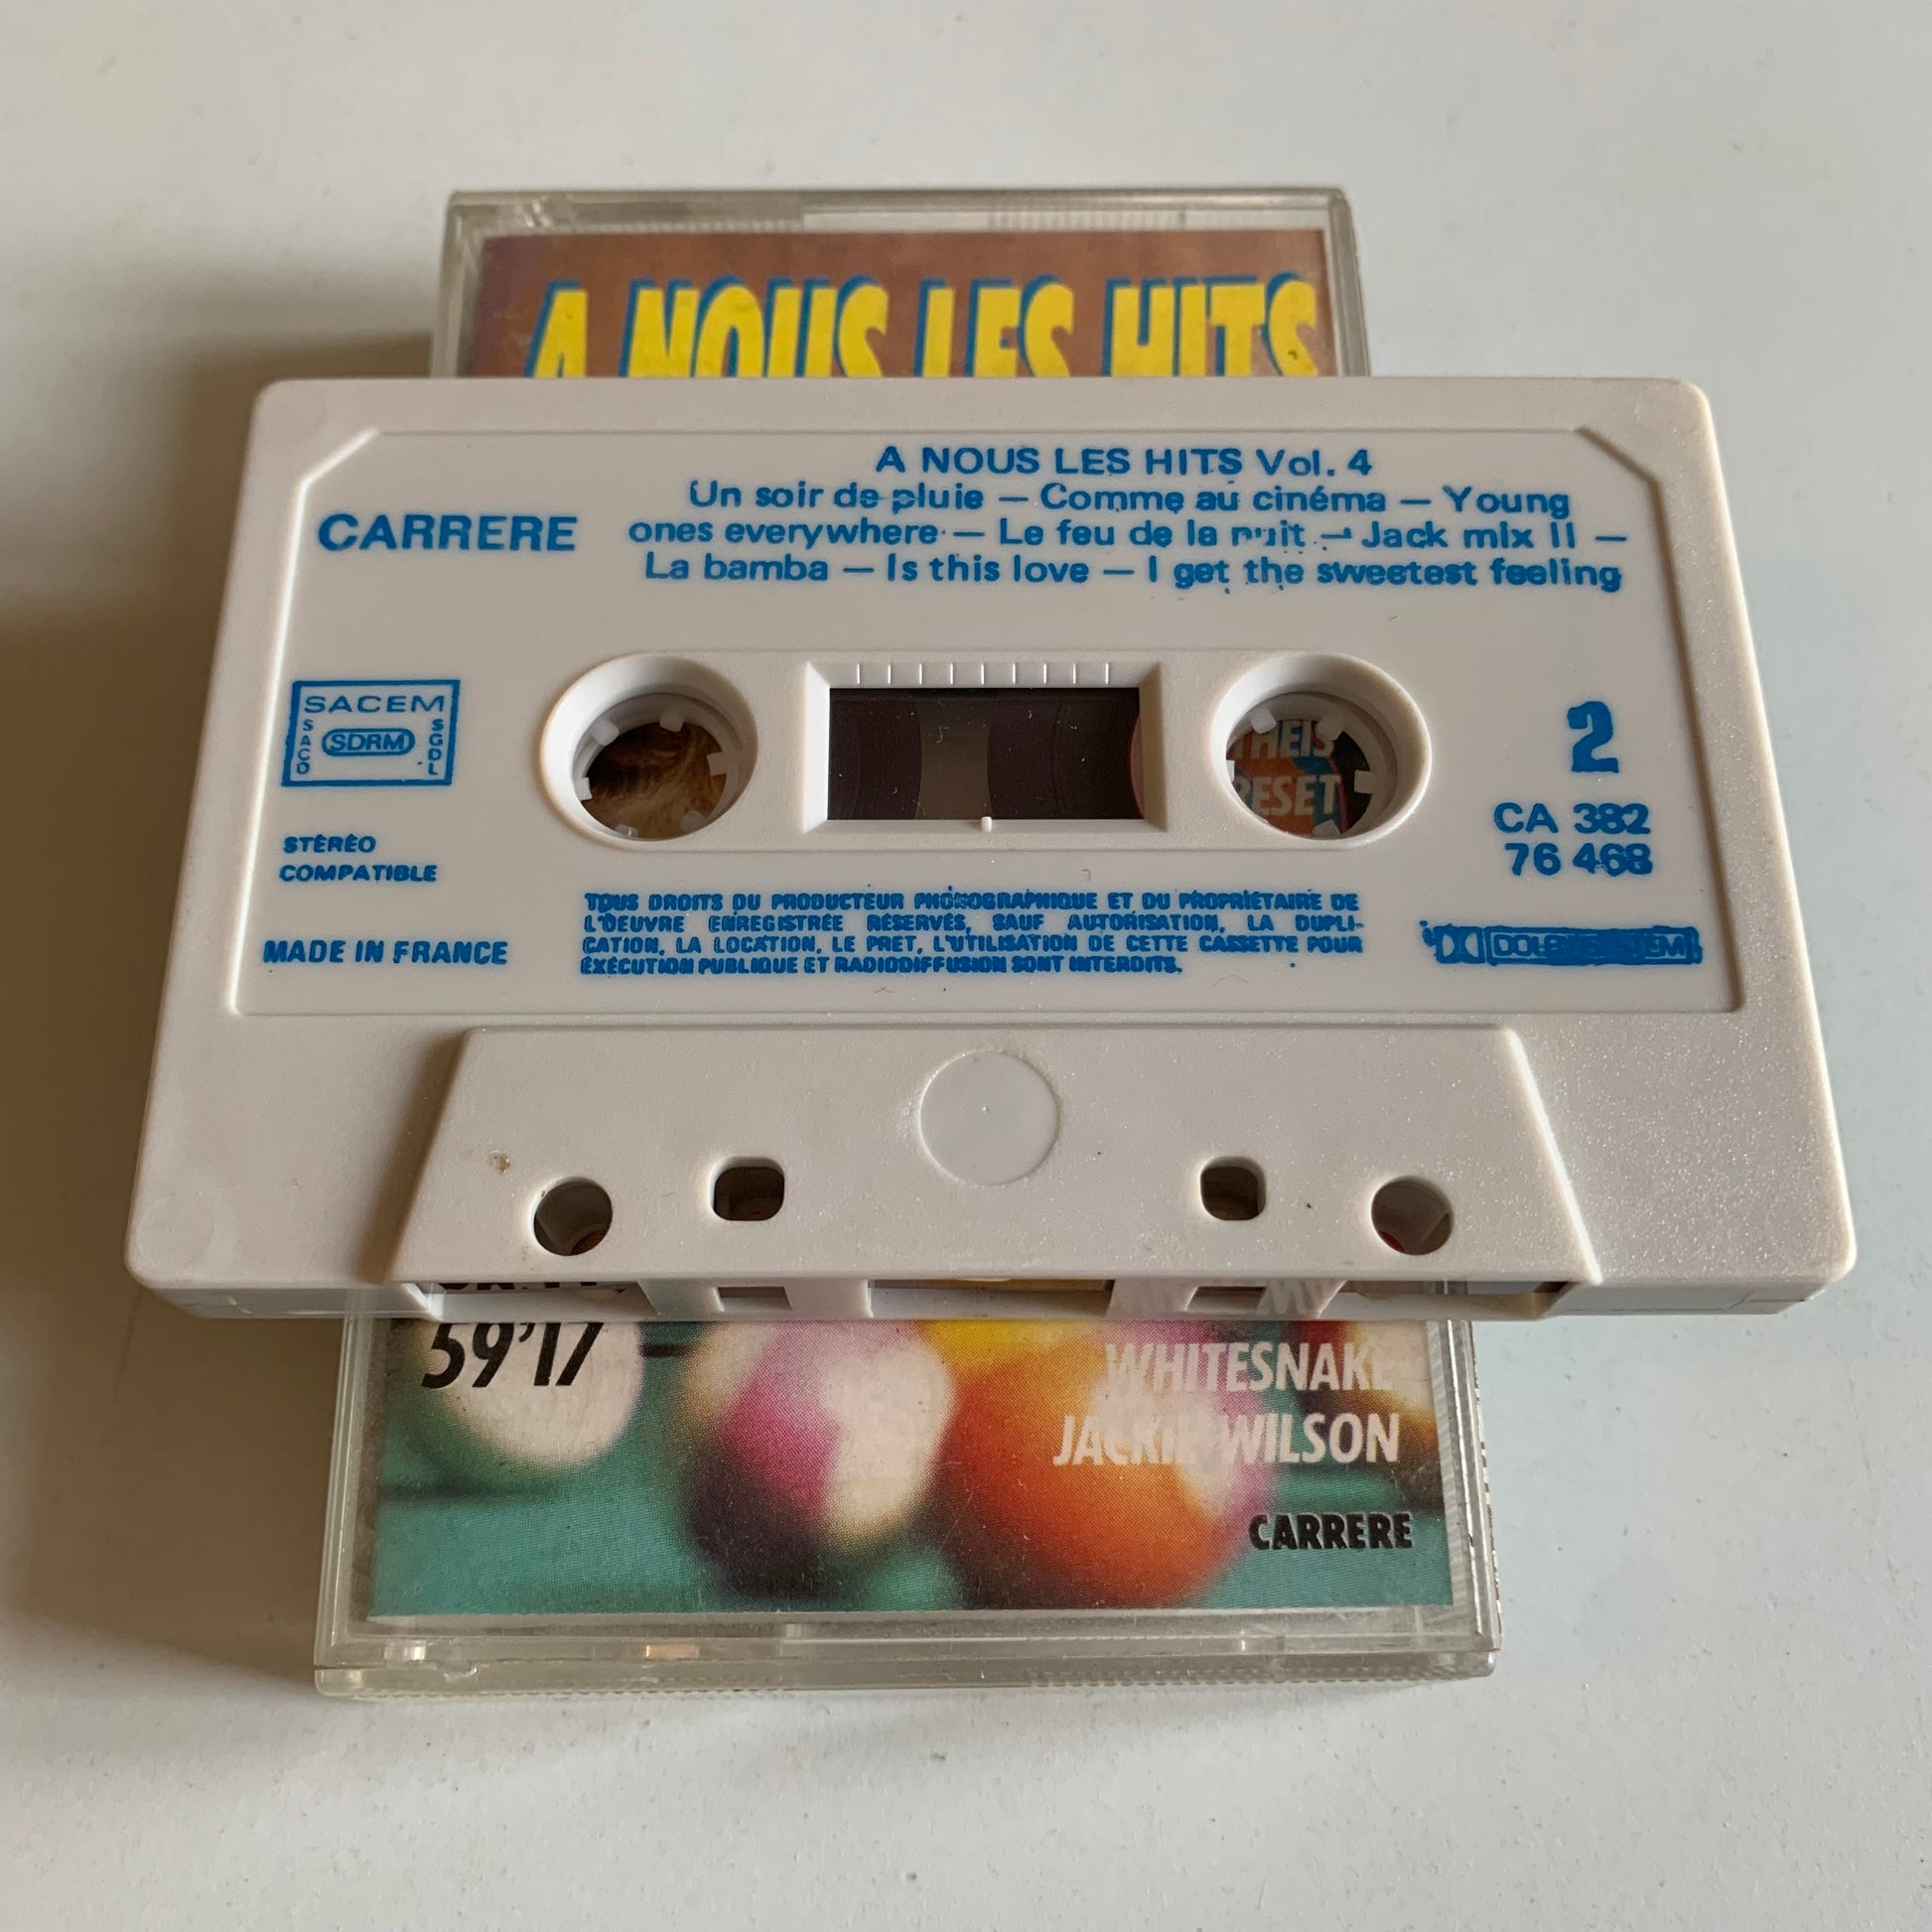 A NOUS LES HITS
A NOUS LES HITS Vol. 4
Un soir de pluie – Comme au cinéma – Young
ones everywhere – Le feu de la nuit – Jack mix II –
La bamba – Is this love – I get the sweetest feeling
CARRERE
SACEM
SACD
SDRM
SGDL
THEIS
RESET
2
CA 382
76 468
STÉRÉO
COMPATIBLE
MADE IN FRANCE
TOUS DROITS DU PRODUCTEUR PHONOGRAPHIQUE ET DU PROPRIÉTAIRE DE
L'OEUVRE ENREGISTRÉE RÉSERVÉS, SAUF AUTORISATION, LA DUPLI-
CATION, LA LOCATION, LE PRET, L'UTILISATION DE CETTE CASSETTE POUR
EXÉCUTION PUBLIQUE ET RADIODIFFUSION SONT INTERDITS.
59'17
WHITESNAKE
JACKIE WILSON
CARRERE